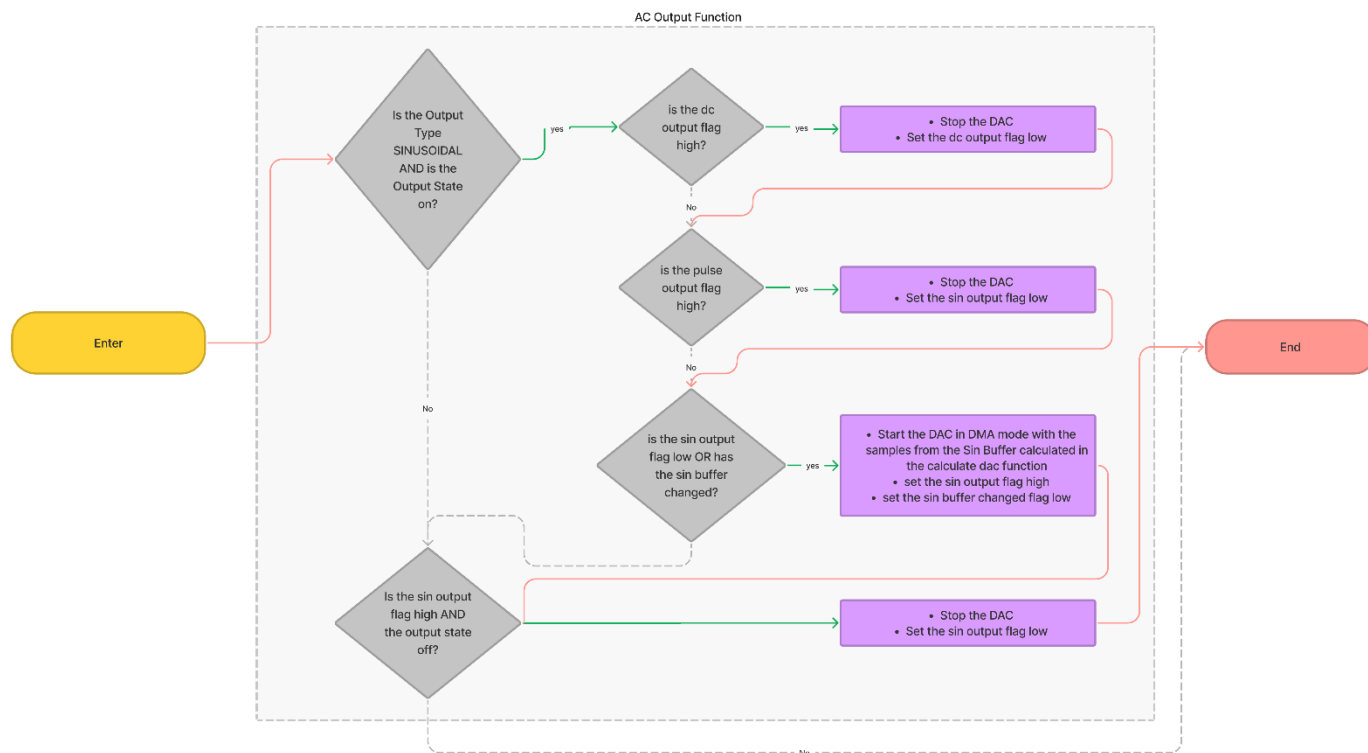 AC Output Function
Is the Output
Type
SINUSOIDAL
AND is the
Output State
on?
yes
is the dc
output flag
high?
yes
• Stop the DAC
• Set the dc output flag low
No
is the pulse
output flag
high?
yes
• Stop the DAC
• Set the sin output flag low
Enter
End
No
No
is the sin output
flag low OR has
the sin buffer
changed?
yes
• Start the DAC in DMA mode with the
samples from the Sin Buffer calculated in
the calculate dac function
• set the sin output flag high
• set the sin buffer changed flag low
Is the sin output
flag high AND
the output state
off?
• Stop the DAC
• Set the sin output flag low
No